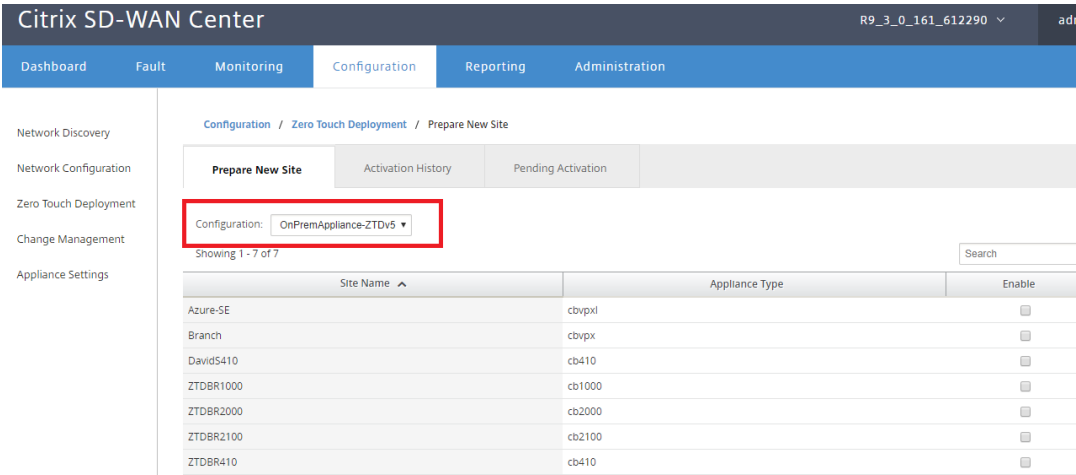 Citrix SD-WAN Center R9_3_0_161_612290
Dashboard Fault Monitoring Configuration Reporting Administration
Network Discovery
Network Configuration
Zero Touch Deployment
Change Management
Appliance Settings
Configuration / Zero Touch Deployment / Prepare New Site
Prepare New Site Activation History Pending Activation
Configuration: OnPremAppliance-ZTDv5
Showing 1 - 7 of 7 Search
Site Name Appliance Type Enable
Azure-SE cbvpxl
Branch cbvpx
DavidS410 cb410
ZTDBR1000 cb1000
ZTDBR2000 cb2000
ZTDBR2100 cb2100
ZTDBR410 cb410